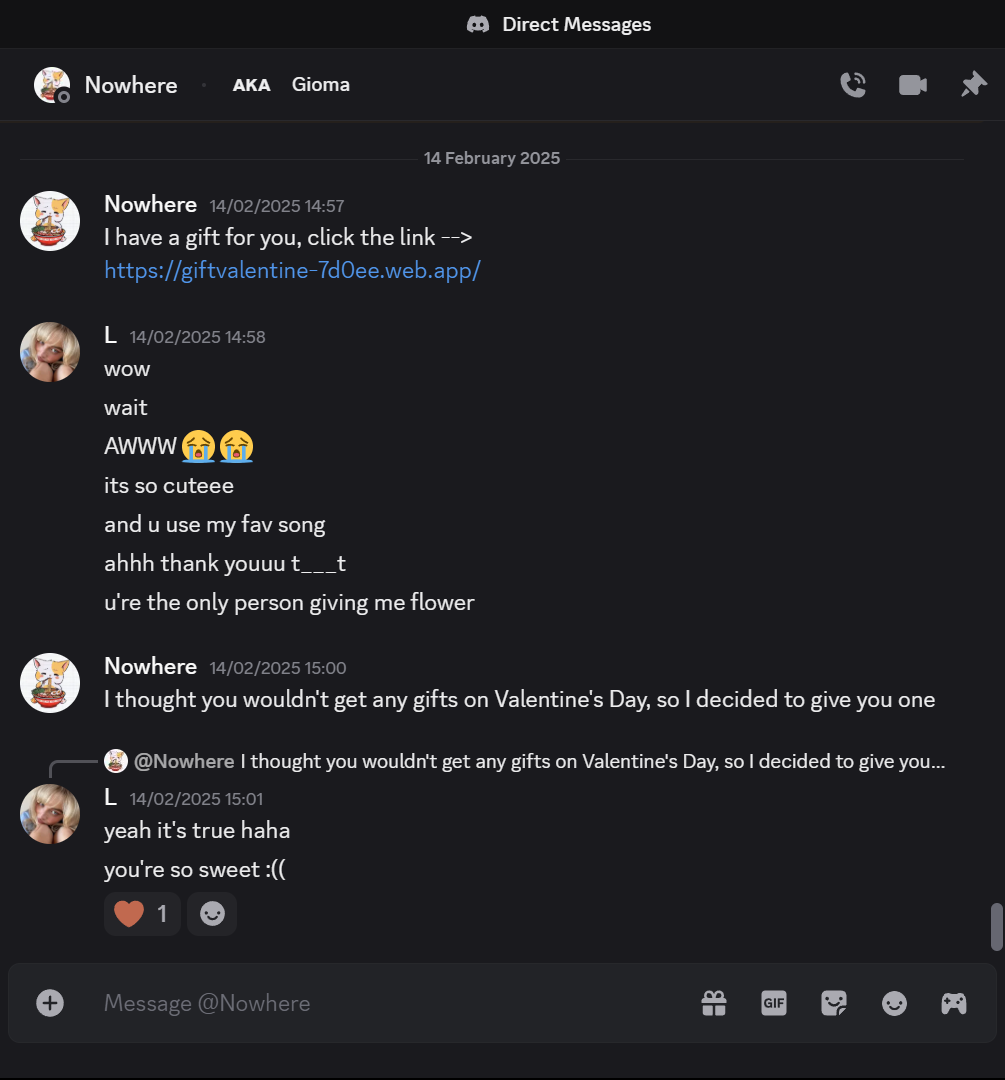 Direct Messages
Nowhere AKA Gioma
14 February 2025
Nowhere 14/02/2025 14:57
I have a gift for you, click the link -->
https://giftvalentine-7d0ee.web.app/
L 14/02/2025 14:58
wow
wait
AWWW😭😭
its so cuteee
and u use my fav song
ahhh thank youuu t___t
u're the only person giving me flower
Nowhere 14/02/2025 15:00
I thought you wouldn't get any gifts on Valentine's Day, so I decided to give you one
@Nowhere I thought you wouldn't get any gifts on Valentine's Day, so I decided to give you...
L 14/02/2025 15:01
yeah it's true haha
you're so sweet :((
1
Message @Nowhere
GIF